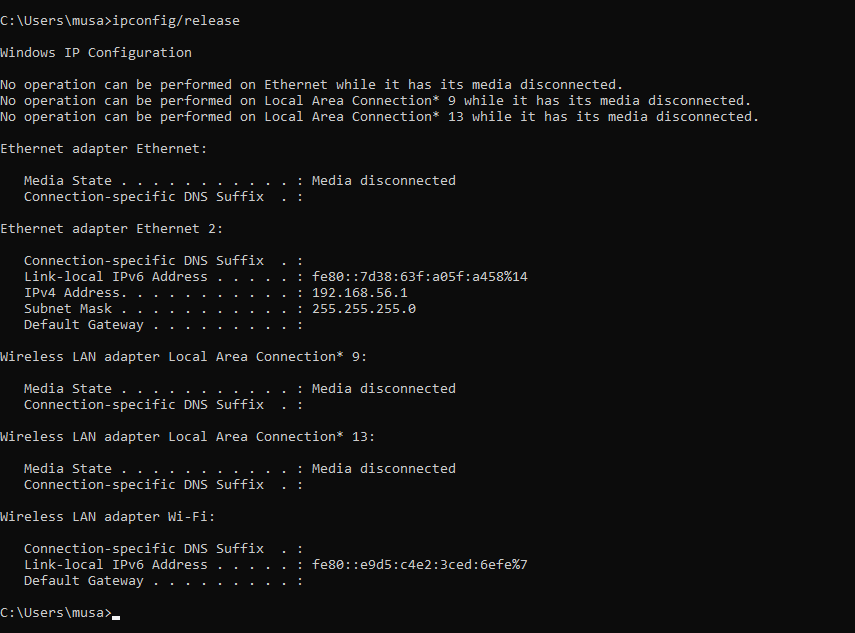 C:\Users\musa>ipconfig/release
Windows IP Configuration
No operation can be performed on Ethernet while it has its media disconnected.
No operation can be performed on Local Area Connection* 9 while it has its media disconnected.
No operation can be performed on Local Area Connection* 13 while it has its media disconnected.
Ethernet adapter Ethernet:
   Media State . . . . . . . . . . . : Media disconnected
   Connection-specific DNS Suffix  . :
Ethernet adapter Ethernet 2:
   Connection-specific DNS Suffix  . :
   Link-local IPv6 Address . . . . . : fe80::7d38:63f:a05f:a458%14
   IPv4 Address. . . . . . . . . . . : 192.168.56.1
   Subnet Mask . . . . . . . . . . . : 255.255.255.0
   Default Gateway . . . . . . . . . :
Wireless LAN adapter Local Area Connection* 9:
   Media State . . . . . . . . . . . : Media disconnected
   Connection-specific DNS Suffix  . :
Wireless LAN adapter Local Area Connection* 13:
   Media State . . . . . . . . . . . : Media disconnected
   Connection-specific DNS Suffix  . :
Wireless LAN adapter Wi-Fi:
   Connection-specific DNS Suffix  . :
   Link-local IPv6 Address . . . . . : fe80::e9d5:c4e2:3ced:6efe%7
   Default Gateway . . . . . . . . . :
C:\Users\musa>